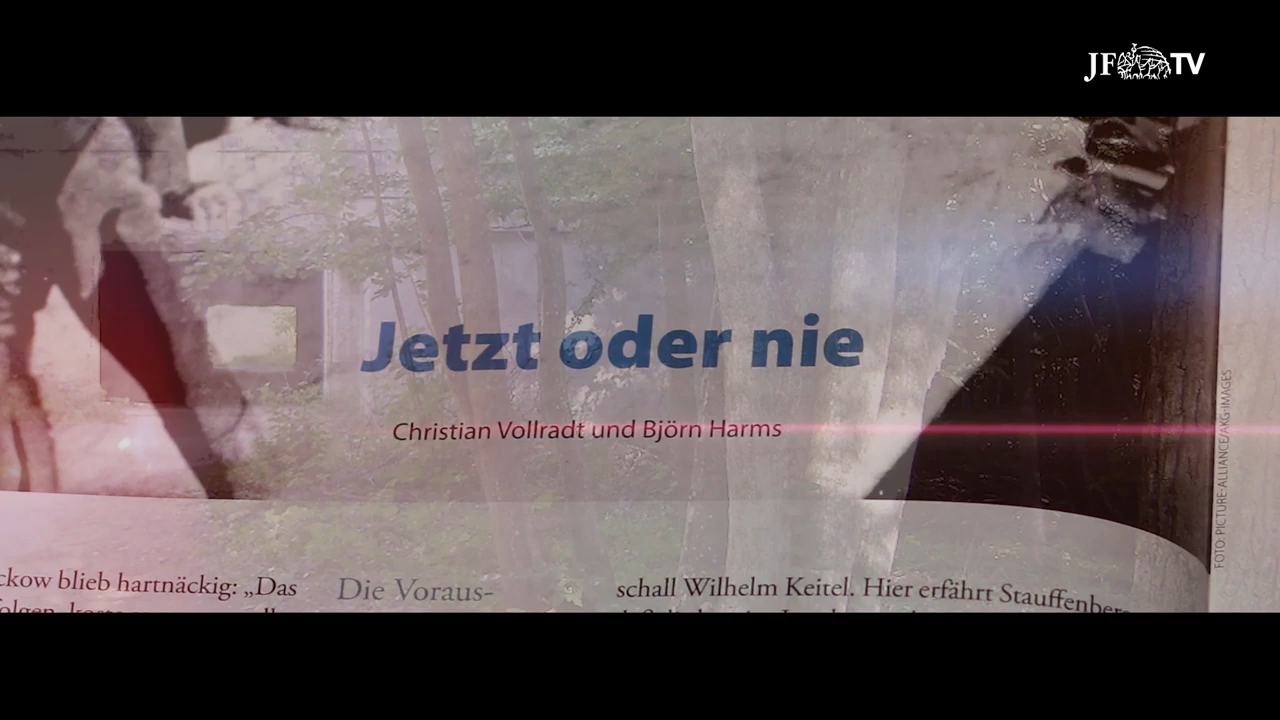 JF TV
Jetzt oder nie
Christian Vollradt und Björn Harms
FOTO: PICTURE-ALLIANCE/AKG-IMAGES
ckow blieb hartnäckig: „Das
Die Voraus-
schall Wilhelm Keitel. Hier erfährt Stauffenberg